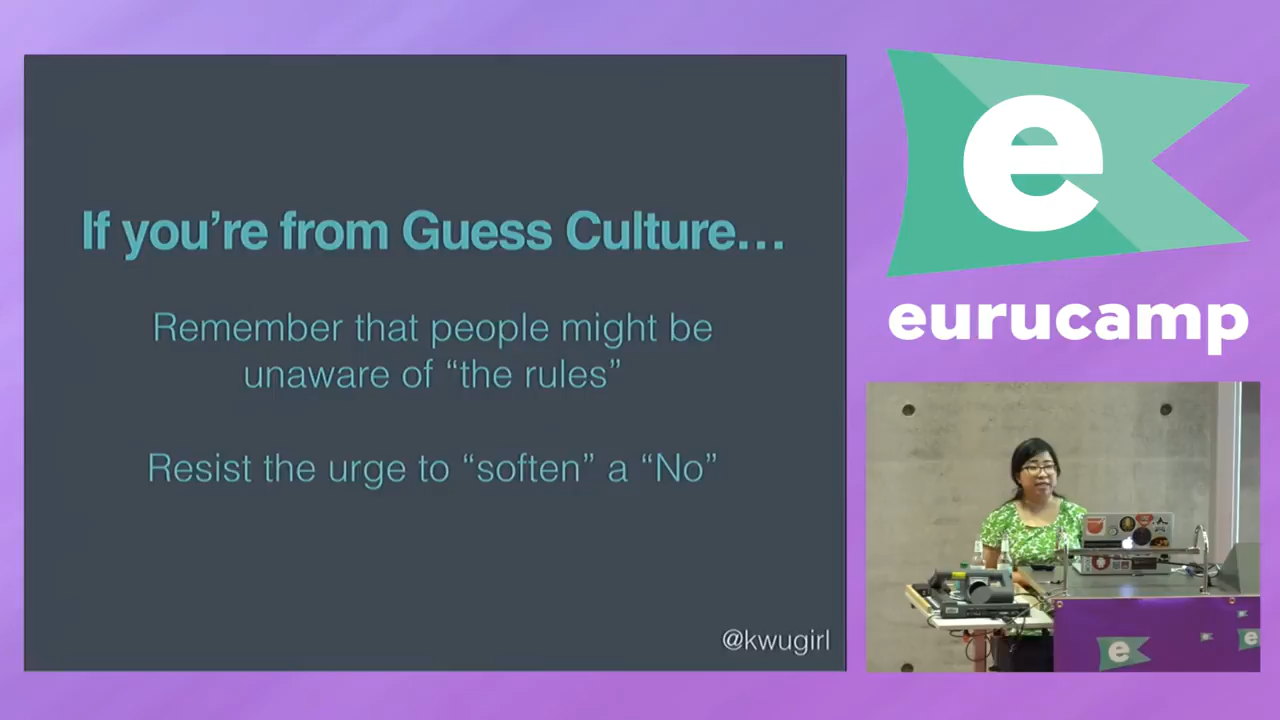 If you're from Guess Culture…
Remember that people might be
unaware of “the rules”
Resist the urge to “soften” a “No”
@kwugirl
e
eurucamp
e
e